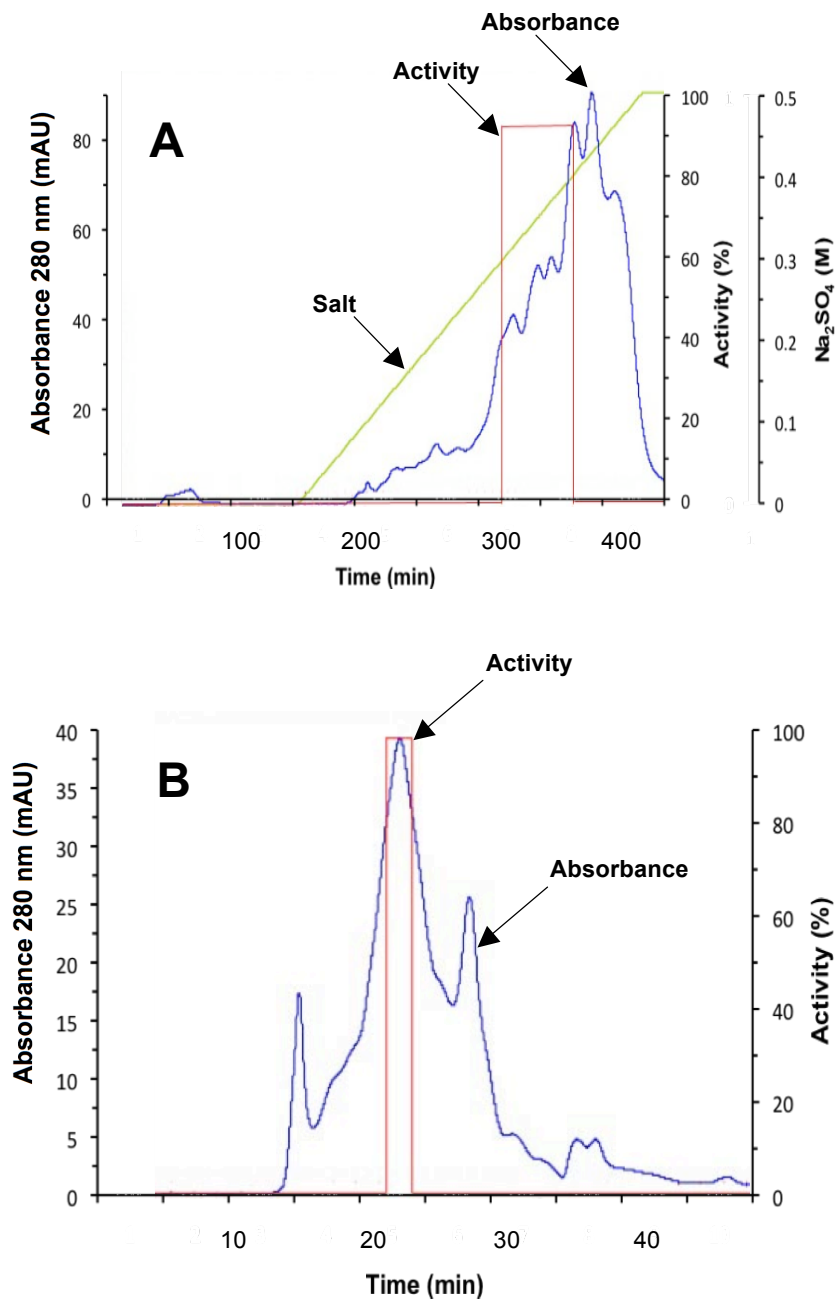 Absorbance
Activity
A
Absorbance 280 nm (mAU)
80
60
40
20
0
Salt
100
80
60
40
20
0
Activity (%)
0.5
0.4
0.3
0.2
0.1
0
Na₂SO₄ (M)
100 200 300 400
Time (min)
Activity
B
Absorbance 280 nm (mAU)
40
35
30
25
20
15
10
5
0
Absorbance
100
80
60
40
20
0
Activity (%)
10 20 30 40
Time (min)